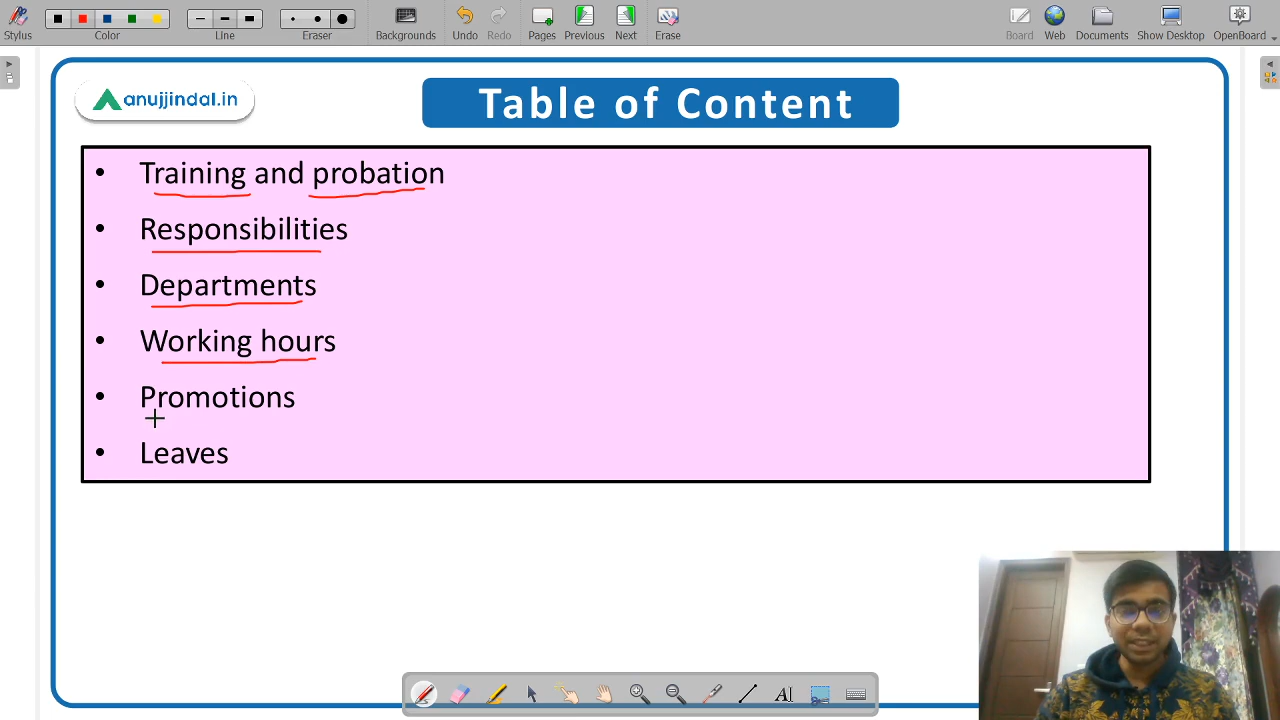 Stylus
Color
Line
Eraser
Backgrounds
Undo
Redo
Pages
Previous
Next
Erase
Board
Web
Documents
Show Desktop
OpenBoard
anujjindal.in
Table of Content
• Training and probation
• Responsibilities
• Departments
• Working hours
• Promotions
• Leaves
AI